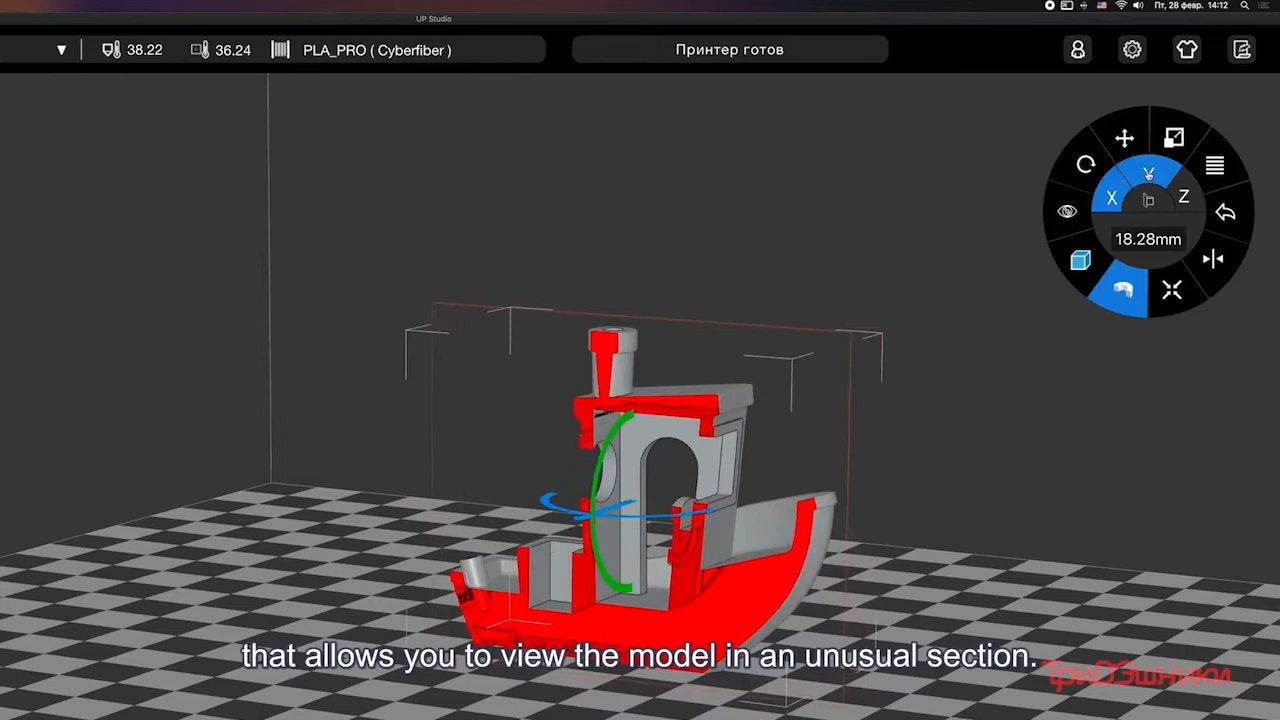 Пт, 28 февр. 14:12
UP Studio
38.22 36.24 PLA_PRO ( Cyberfiber ) Принтер готов
Y
X Z
18.28mm
that allows you to view the model in an unusual section.
ТриДЭшники